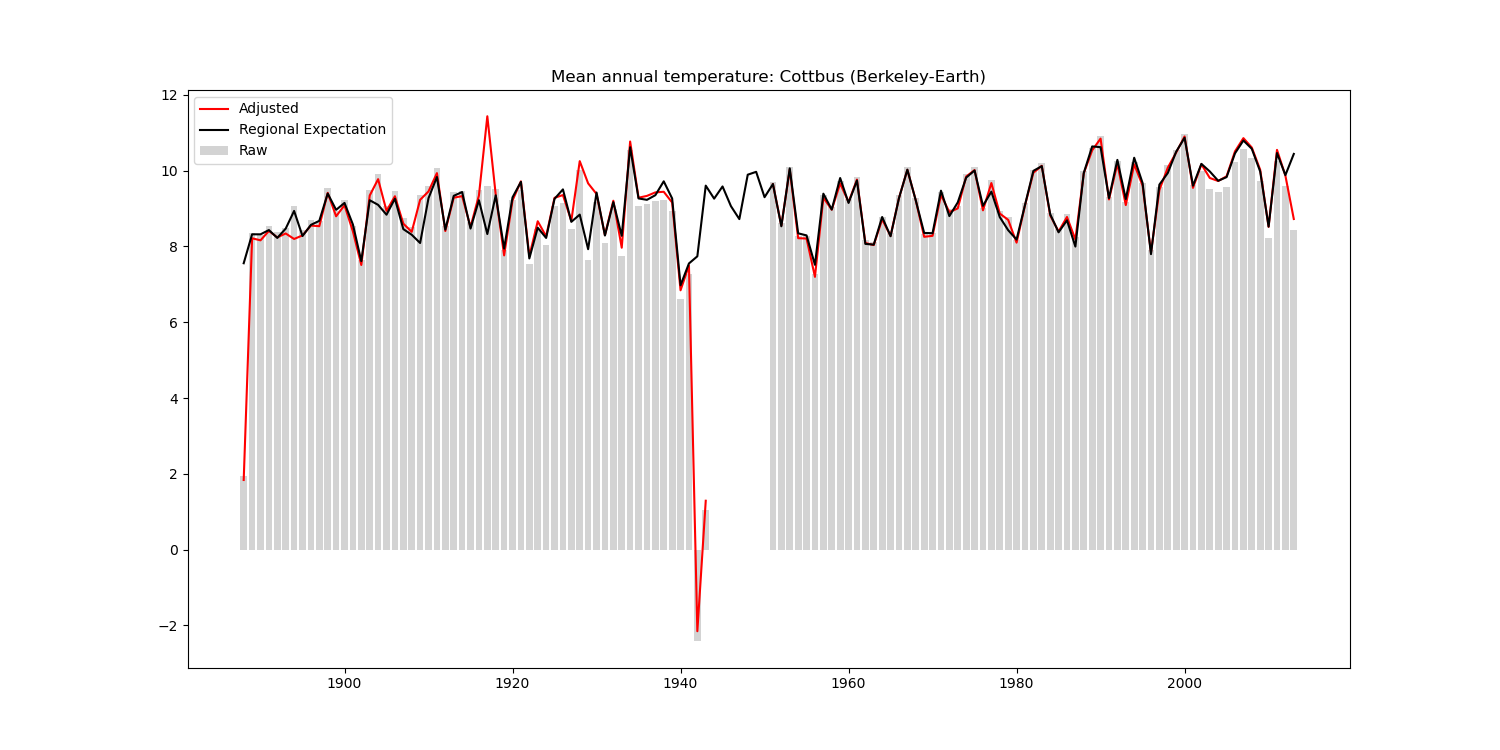 Mean annual temperature: Cottbus (Berkeley-Earth)
Adjusted
Regional Expectation
Raw
12
10
8
6
4
2
0
−2
1900 1920 1940 1960 1980 2000